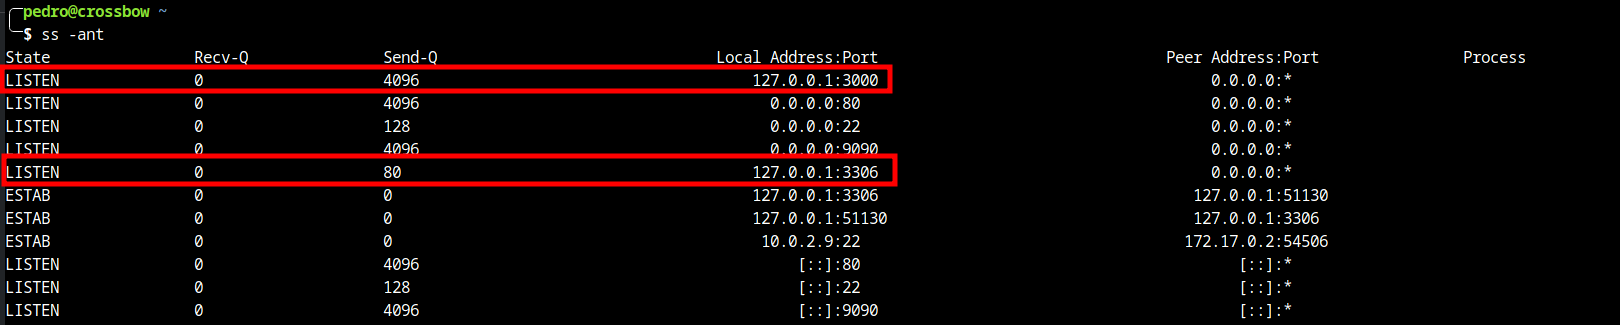 pedro@crossbow ~
$ ss -ant
State Recv-Q Send-Q Local Address:Port Peer Address:Port Process
LISTEN 0 4096 127.0.0.1:3000 0.0.0.0:*
LISTEN 0 4096 0.0.0.0:80 0.0.0.0:*
LISTEN 0 128 0.0.0.0:22 0.0.0.0:*
LISTEN 0 4096 0.0.0.0:9090 0.0.0.0:*
LISTEN 0 80 127.0.0.1:3306 0.0.0.0:*
ESTAB 0 0 127.0.0.1:3306 127.0.0.1:51130
ESTAB 0 0 127.0.0.1:51130 127.0.0.1:3306
ESTAB 0 0 10.0.2.9:22 172.17.0.2:54506
LISTEN 0 4096 [::]:80 [::]:*
LISTEN 0 128 [::]:22 [::]:*
LISTEN 0 4096 [::]:9090 [::]:*